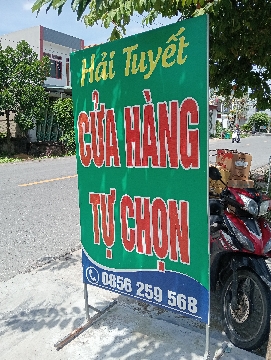 Hải Tuyết
CỬA HÀNG
TỰ CHỌN
0856 259 568